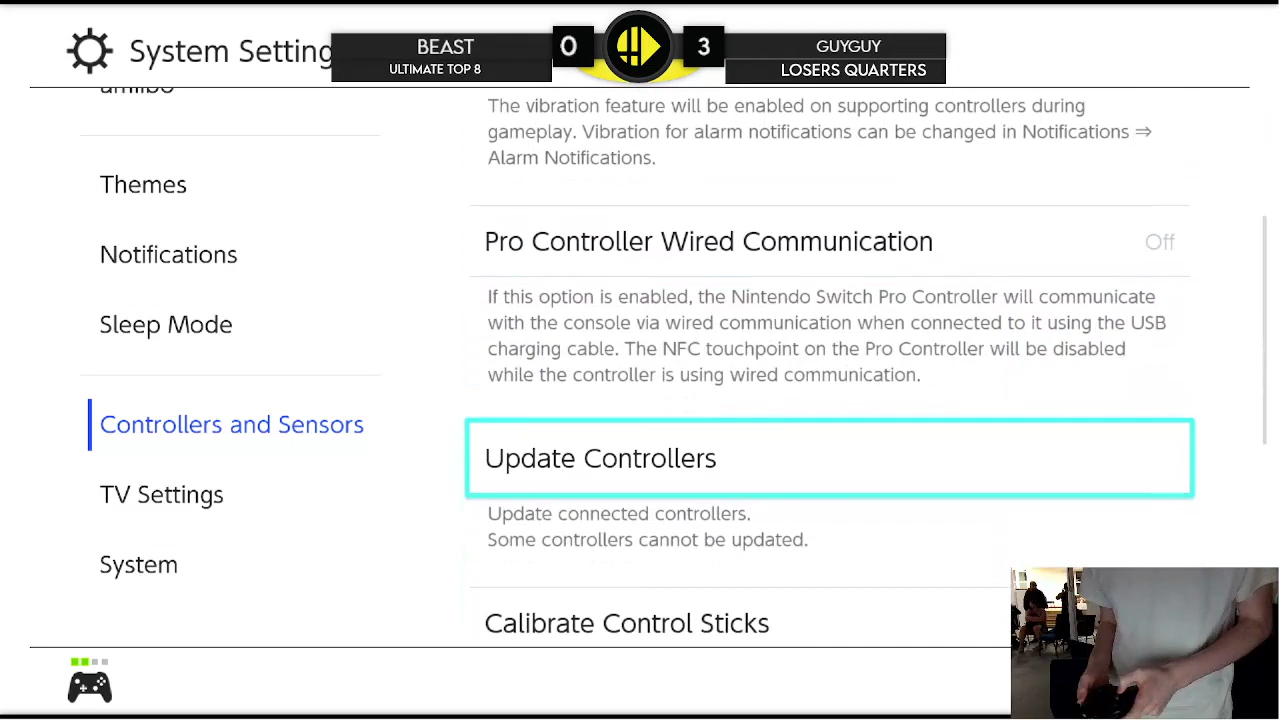 System Setting
BEAST
ULTIMATE TOP 8
0
3
GUYGUY
LOSERS QUARTERS
amiibo
Themes
Notifications
Sleep Mode
Controllers and Sensors
TV Settings
System
The vibration feature will be enabled on supporting controllers during
gameplay. Vibration for alarm notifications can be changed in Notifications ⇒
Alarm Notifications.
Pro Controller Wired Communication
Off
If this option is enabled, the Nintendo Switch Pro Controller will communicate
with the console via wired communication when connected to it using the USB
charging cable. The NFC touchpoint on the Pro Controller will be disabled
while the controller is using wired communication.
Update Controllers
Update connected controllers.
Some controllers cannot be updated.
Calibrate Control Sticks